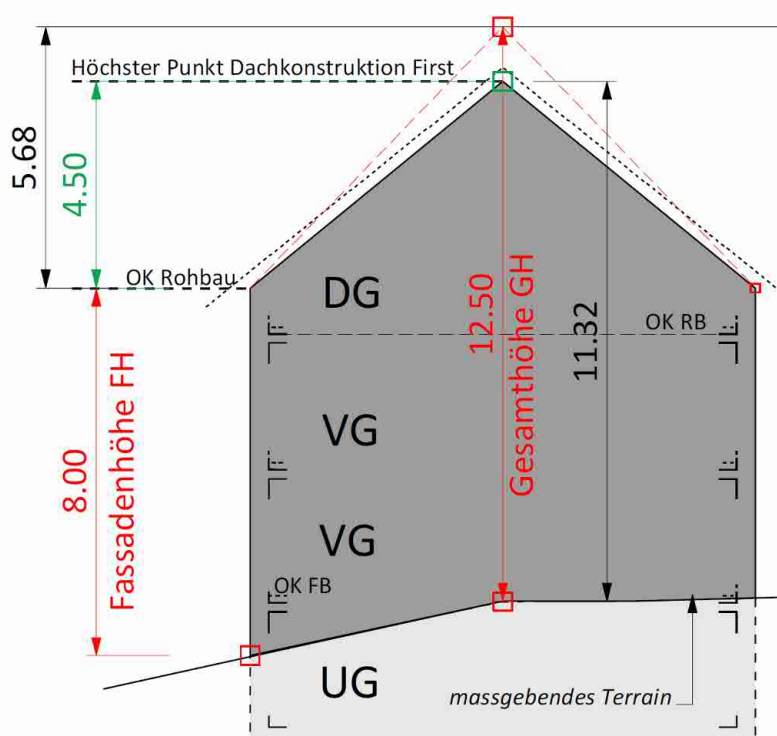 Höchster Punkt Dachkonstruktion First
5.68
4.50
OK Rohbau
DG
12.50
Gesamthöhe GH
11.32
OK RB
8.00
Fassadenhöhe FH
VG
VG
OK FB
UG
massgebendes Terrain